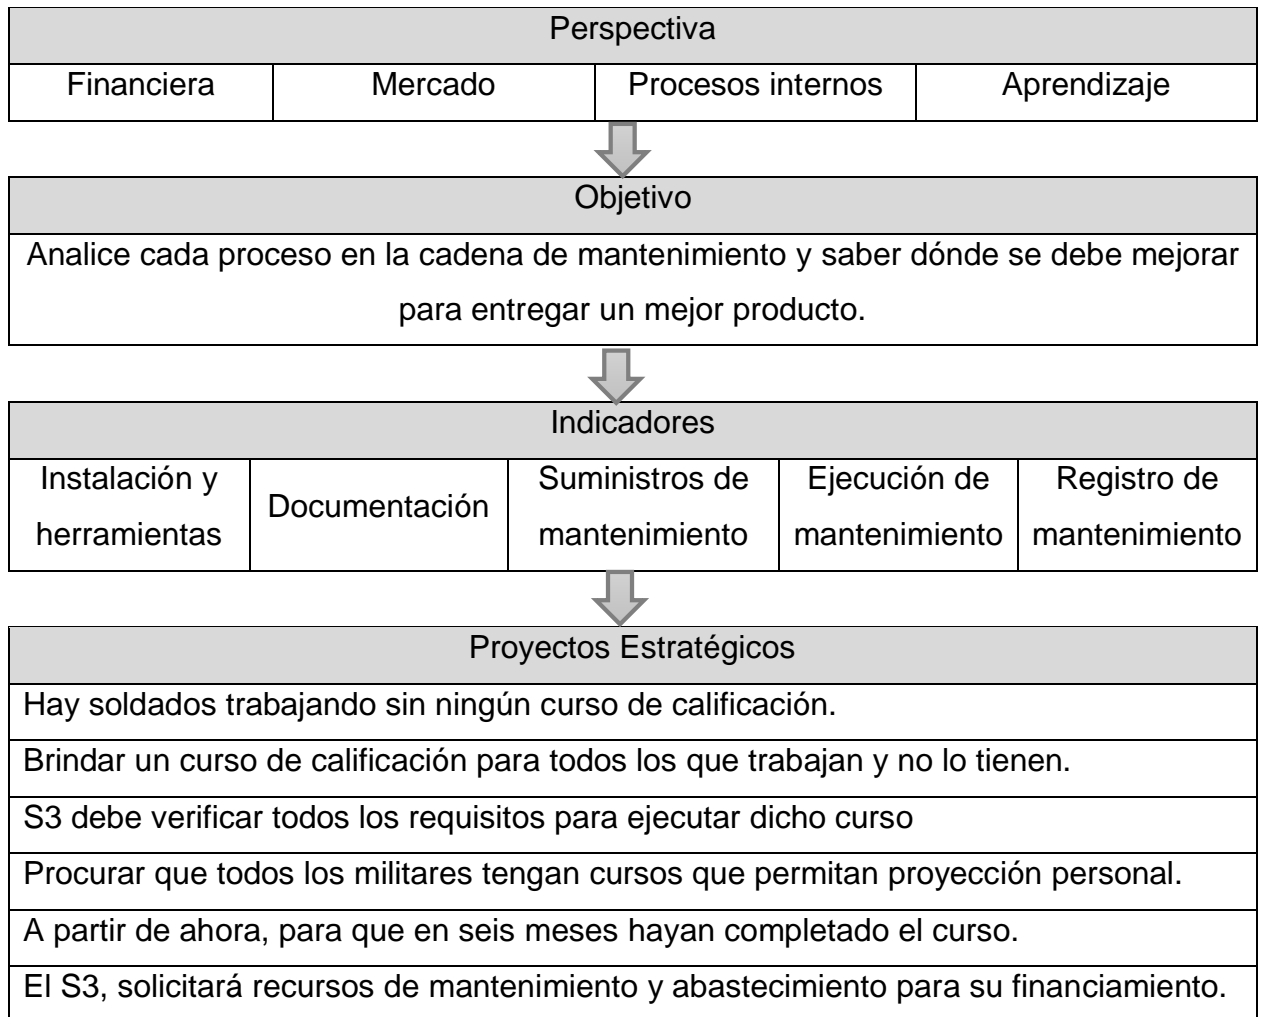 Perspectiva
Financiera
Mercado
Procesos internos
Aprendizaje
Objetivo
Analice cada proceso en la cadena de mantenimiento y saber dónde se debe mejorar
para entregar un mejor producto.
Indicadores
Instalación y
herramientas
Documentación
Suministros de
mantenimiento
Ejecución de
mantenimiento
Registro de
mantenimiento
Proyectos Estratégicos
Hay soldados trabajando sin ningún curso de calificación.
Brindar un curso de calificación para todos los que trabajan y no lo tienen.
S3 debe verificar todos los requisitos para ejecutar dicho curso
Procurar que todos los militares tengan cursos que permitan proyección personal.
A partir de ahora, para que en seis meses hayan completado el curso.
El S3, solicitará recursos de mantenimiento y abastecimiento para su financiamiento.